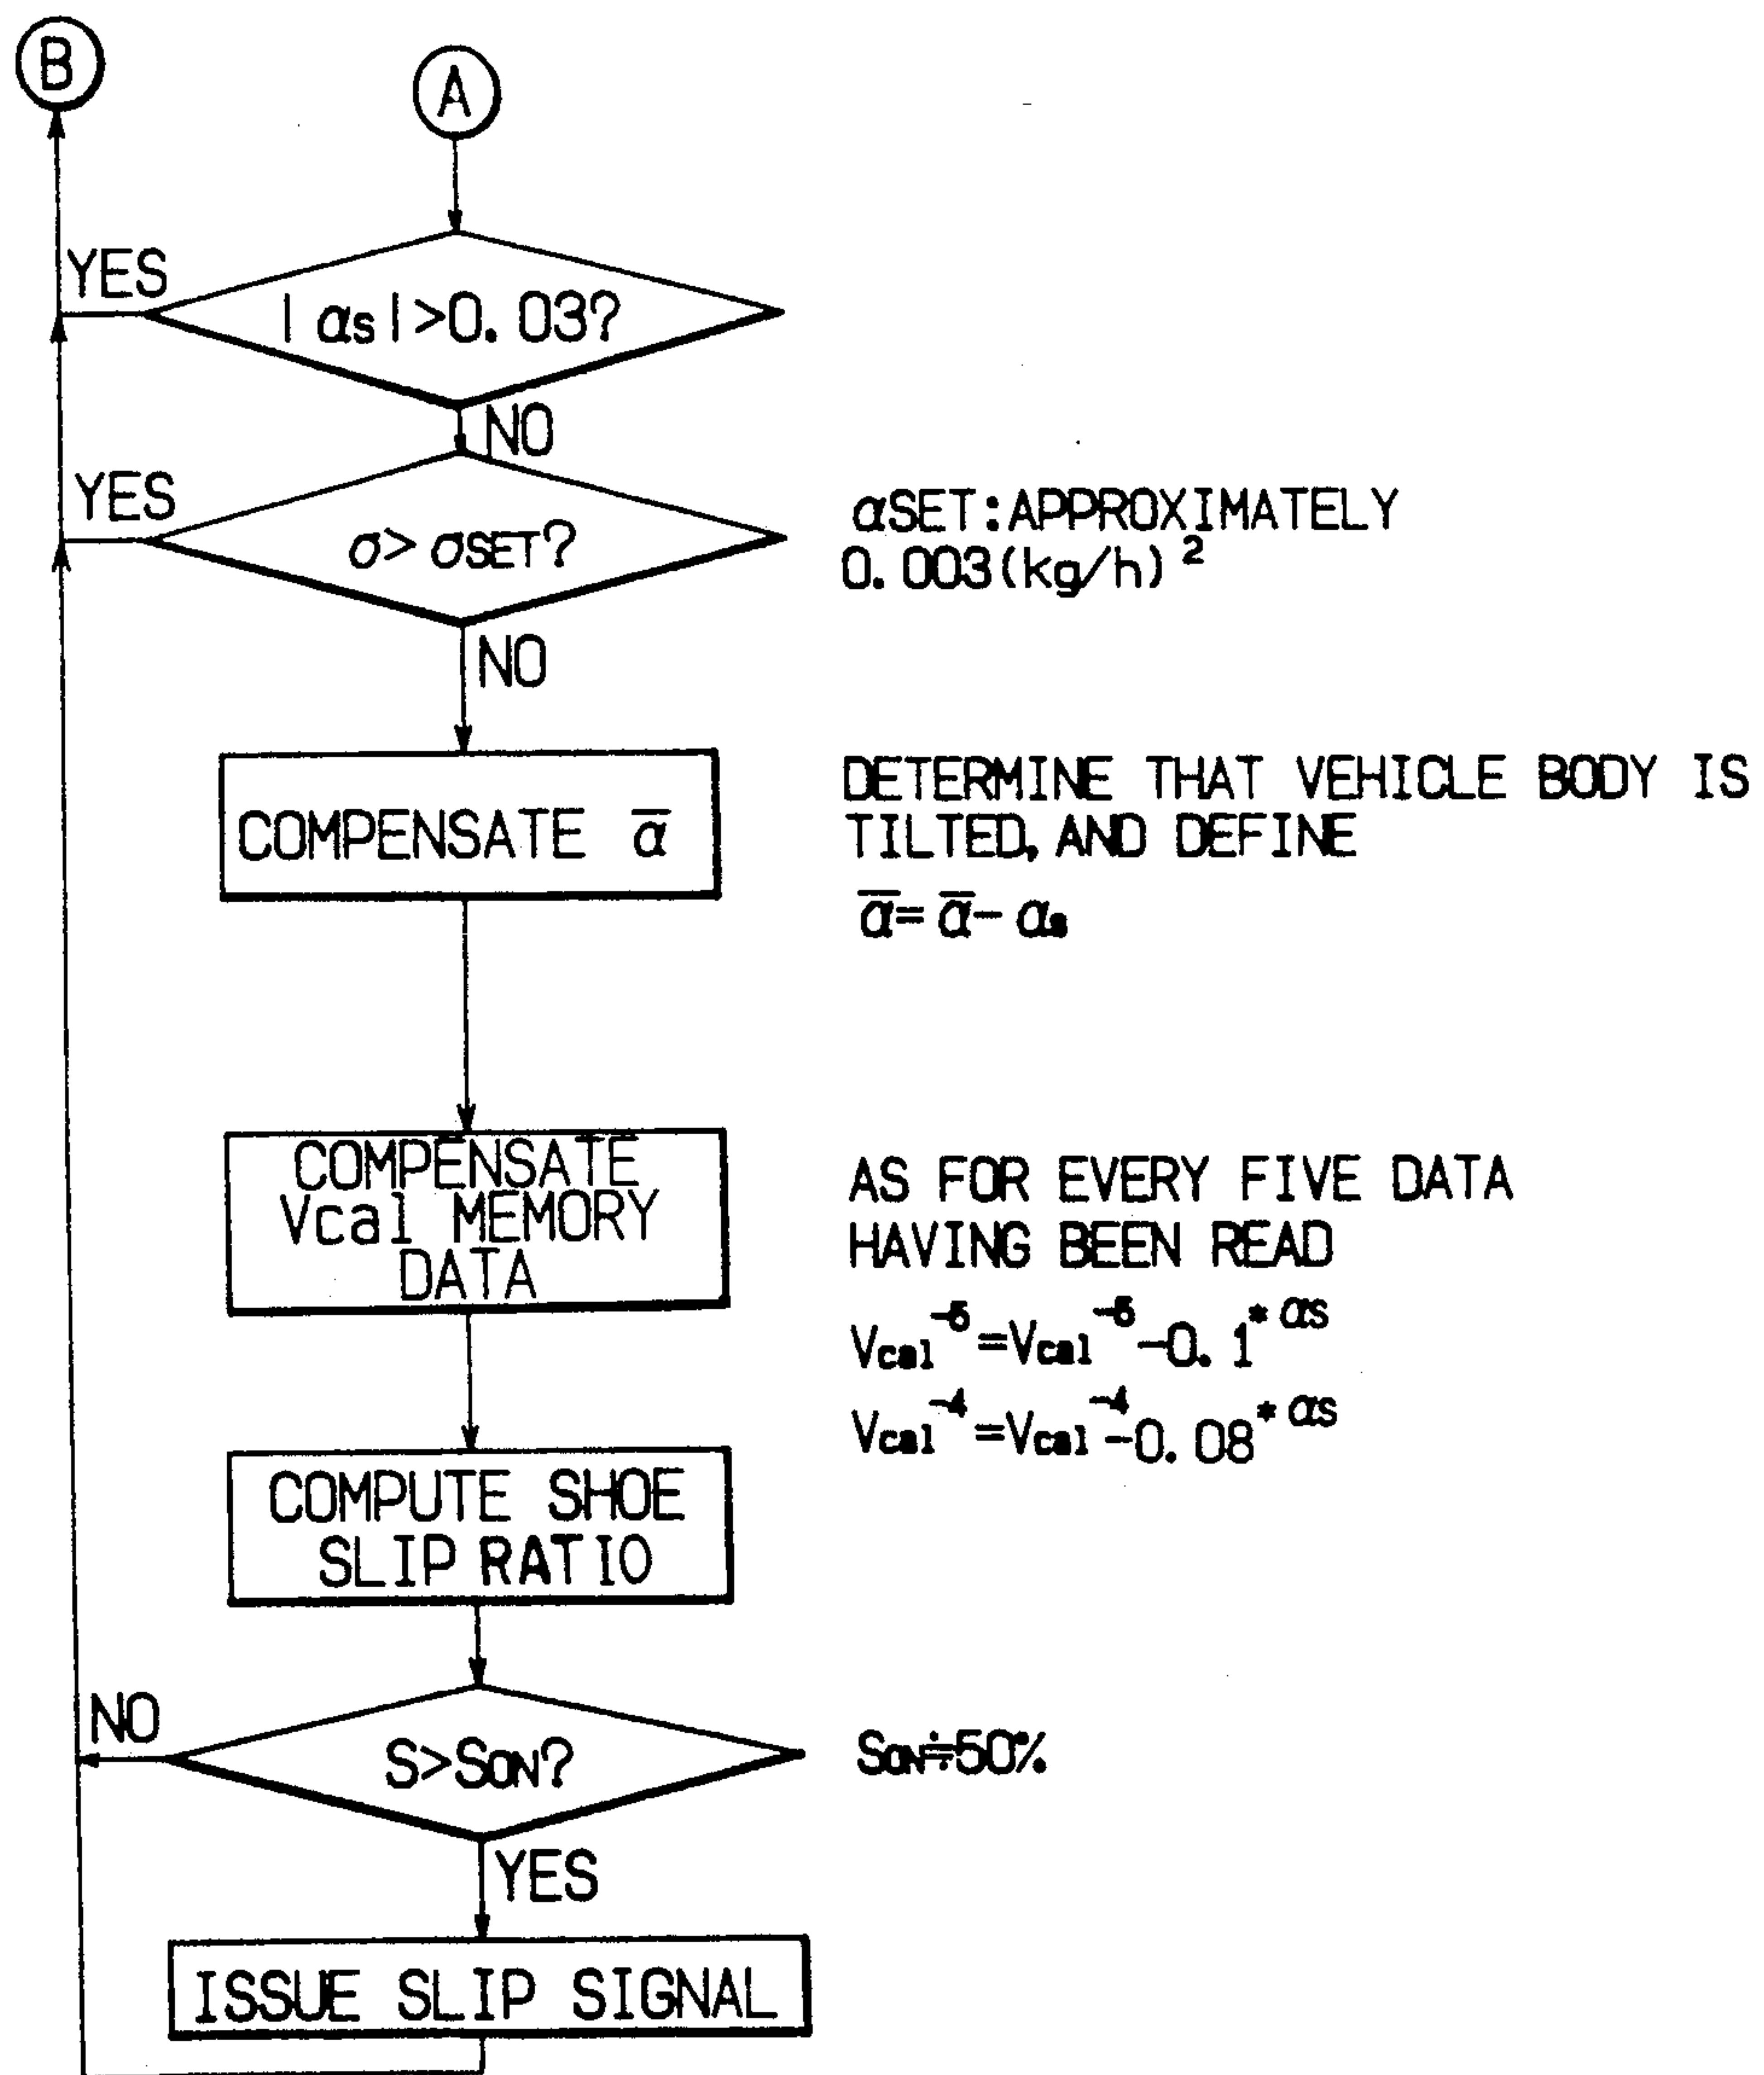 B
A
YES
|αs|>0.03?
NO
YES
σ>σSET?
αSET:APPROXIMATELY
0.003(kg/h)²
NO
COMPENSATE ᾱ
DETERMINE THAT VEHICLE BODY IS
TILTED, AND DEFINE
ᾱ=ᾱ-αs
COMPENSATE
Vcal MEMORY
DATA
AS FOR EVERY FIVE DATA
HAVING BEEN READ
Vcal⁻⁵=Vcal⁻⁵-0.1*αs
Vcal⁻⁴=Vcal⁻⁴-0.08*αs
COMPUTE SHOE
SLIP RATIO
NO
S>SON?
SON≒50%
YES
ISSUE SLIP SIGNAL